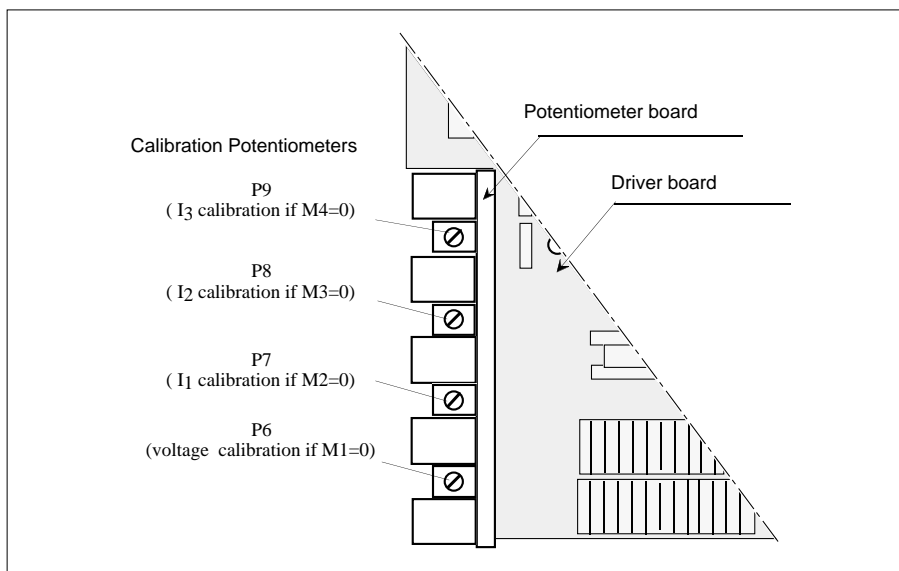 Potentiometer board
Calibration Potentiometers
Driver board
P9
( I3 calibration if M4=0)
P8
( I2 calibration if M3=0)
P7
( I1 calibration if M2=0)
P6
(voltage calibration if M1=0)